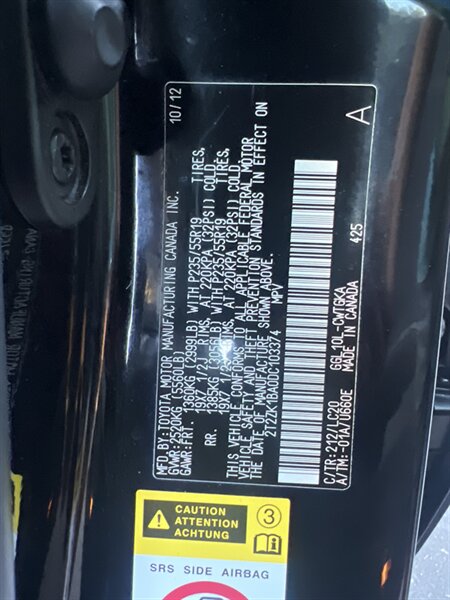 MFD.BY:TOYOTA MOTOR MANUFACTURING CANADA INC. 10/12
GVWR:2520KG(5560LB)
GAWR:FRT. 1360KG(2999LB) WITH P235/55R19 TIRES,
19X7 1/2J RIMS, AT 220KPA (32PSI) COLD.
RR. 1385KG(3055LB) WITH P235/55R19 TIRES,
19X7 1/2J RIMS, AT 220KPA (32PSI) COLD.
THIS VEHICLE CONFORMS TO ALL APPLICABLE FEDERAL MOTOR
VEHICLE SAFETY AND THEFT PREVENTION STANDARDS IN EFFECT ON
THE DATE OF MANUFACTURE SHOWN ABOVE.
2T2ZK1BA0DC103374 MPV
C/TR:212/LC20 GGL10L-CWTGKA 425 A
A/TM:-01A/U660E MADE IN CANADA
CAUTION
ATTENTION
ACHTUNG
3
SRS SIDE AIRBAG